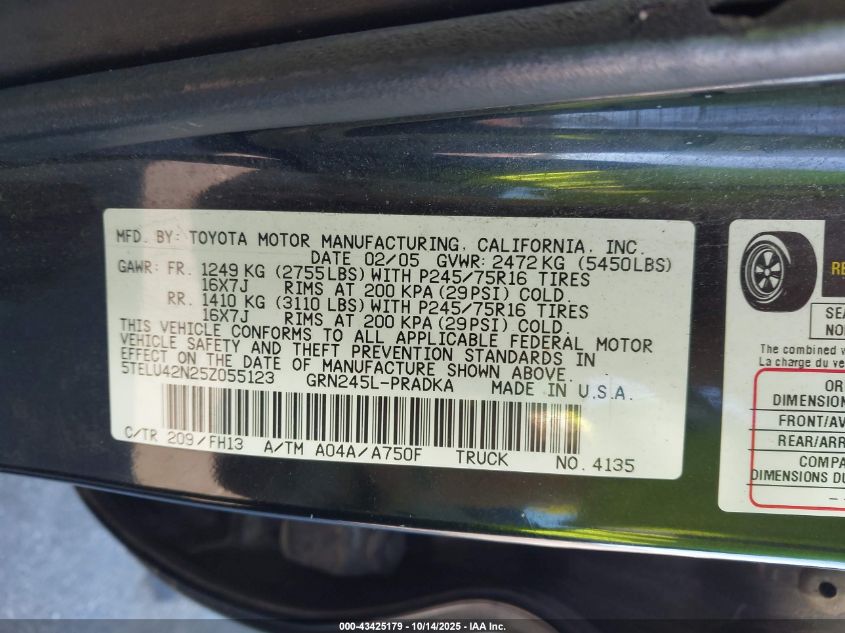 MFD. BY: TOYOTA MOTOR MANUFACTURING, CALIFORNIA, INC.
DATE 02/05 GVWR: 2472 KG (5450LBS)
GAWR: FR. 1249 KG (2755LBS) WITH P245/75R16 TIRES
16X7J RIMS AT 200 KPA (29PSI) COLD.
RR. 1410 KG (3110 LBS) WITH P245/75R16 TIRES
16X7J RIMS AT 200 KPA (29PSI) COLD.
THIS VEHICLE CONFORMS TO ALL APPLICABLE FEDERAL MOTOR
VEHICLE SAFETY AND THEFT PREVENTION STANDARDS IN
EFFECT ON THE DATE OF MANUFACTURE SHOWN ABOVE.
5TELU42N25Z055123 GRN245L-PRADKA MADE IN U.S.A.
C/TR 209/FH13 A/TM A04A/A750F TRUCK NO. 4135
SEA
NO
The combined w
La charge du vé
OR
DIMENSION
FRONT/AV
REAR/ARR
COMPA
DIMENSIONS DU
000-43425179 | 10/14/2025 | IAA Inc.